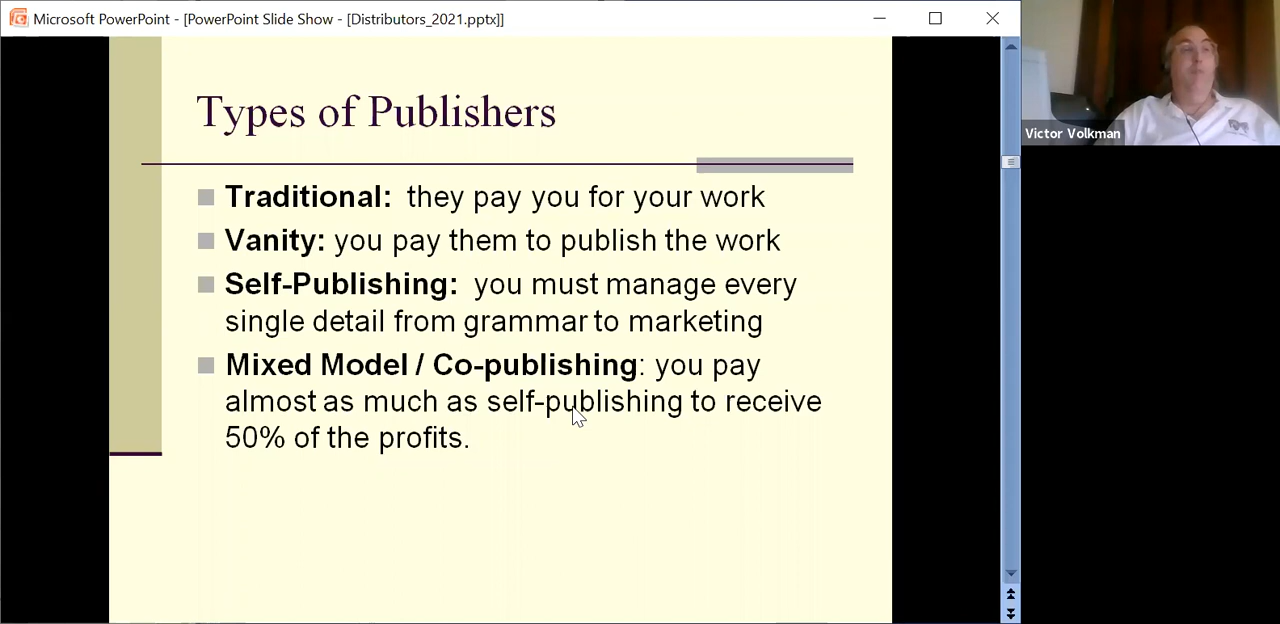 Microsoft PowerPoint - [PowerPoint Slide Show - [Distributors_2021.pptx]]
Types of Publishers
Traditional:  they pay you for your work
Vanity: you pay them to publish the work
Self-Publishing:  you must manage every
single detail from grammar to marketing
Mixed Model / Co-publishing: you pay
almost as much as self-publishing to receive
50% of the profits.
Victor Volkman